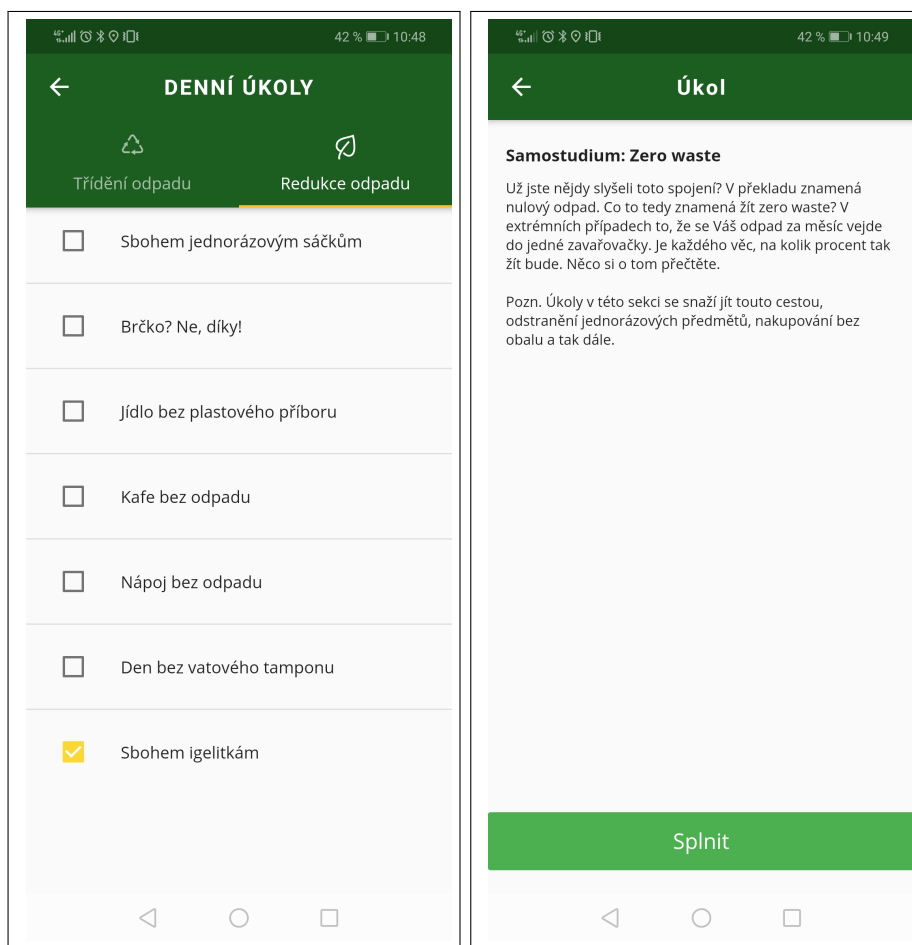 42 % 10:48
DENNÍ ÚKOLY
Třídění odpadu
Redukce odpadu
Sbohem jednorázovým sáčkům
Brčko? Ne, díky!
Jídlo bez plastového příboru
Kafe bez odpadu
Nápoj bez odpadu
Den bez vatového tamponu
Sbohem igelitkám
42 % 10:49
Úkol
Samostudium: Zero waste
Už jste nějdy slyšeli toto spojení? V překladu znamená
nulový odpad. Co to tedy znamená žít zero waste? V
extrémních případech to, že se Váš odpad za měsíc vejde
do jedné zavařovačky. Je každého věc, na kolik procent tak
žít bude. Něco si o tom přečtěte.
Pozn. Úkoly v této sekci se snaží jít touto cestou,
odstranění jednorázových předmětů, nakupování bez
obalu a tak dále.
Splnit